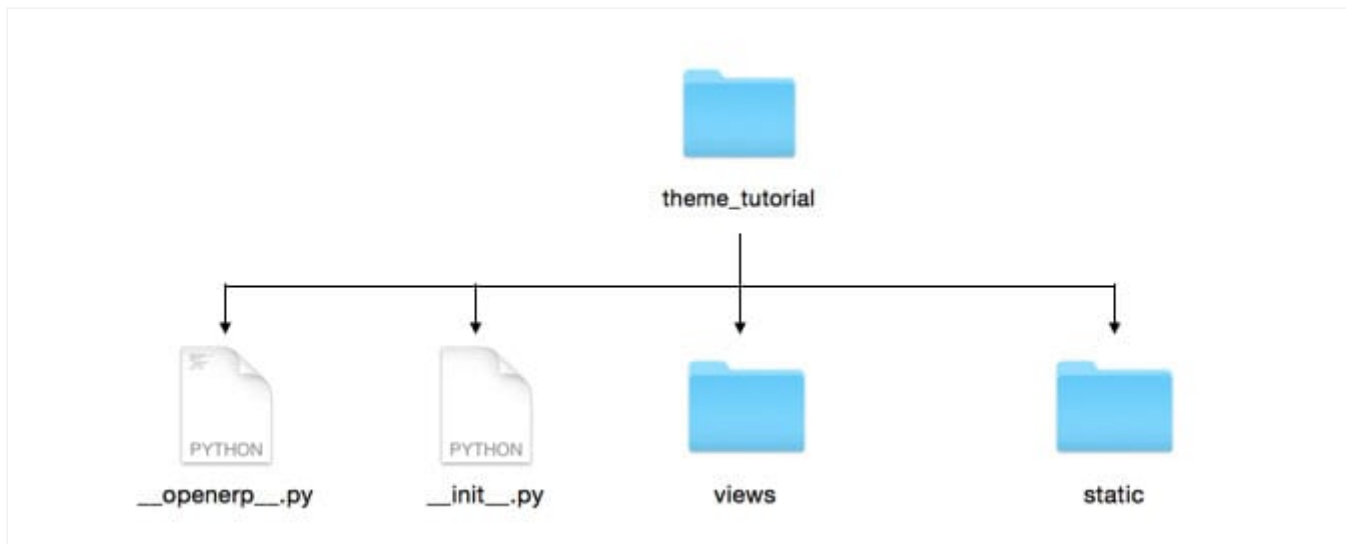 theme_tutorial
PYTHON
PYTHON
__openerp__.py
__init__.py
views
static